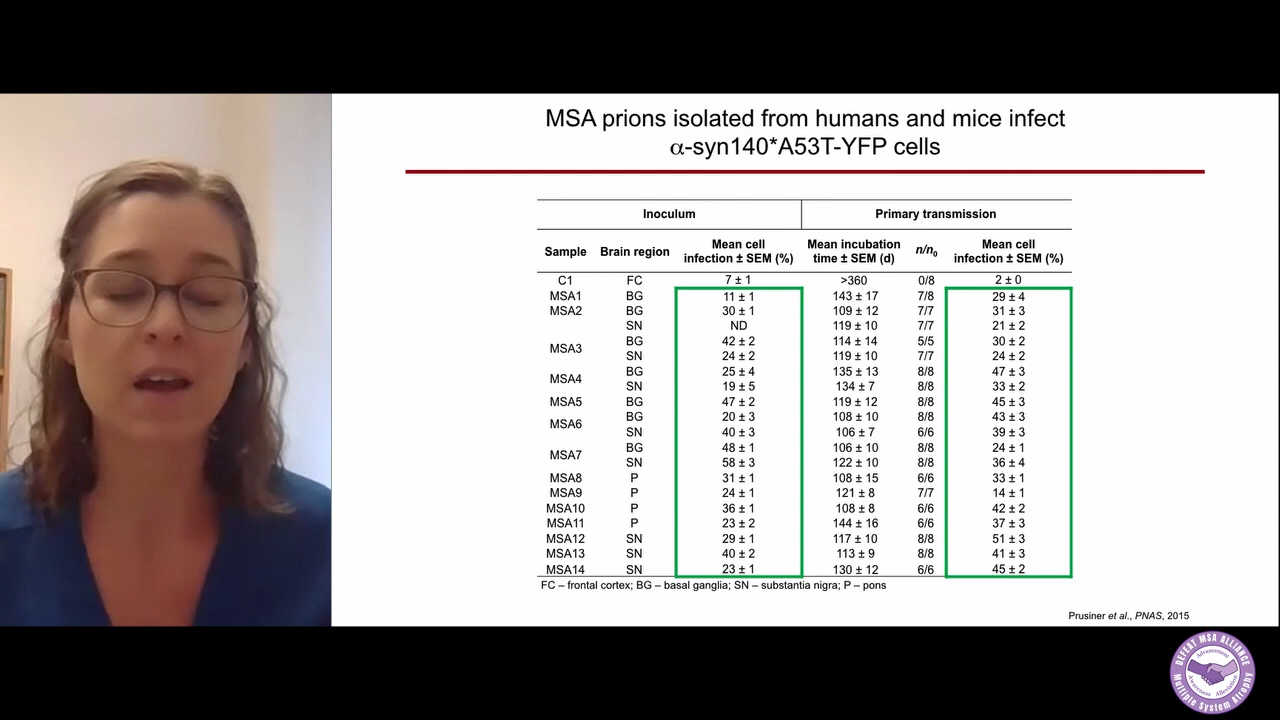 MSA prions isolated from humans and mice infect
α-syn140*A53T-YFP cells
Inoculum Primary transmission
Sample Brain region Mean cell infection ± SEM (%) Mean incubation time ± SEM (d) n/n0 Mean cell infection ± SEM (%)
C1 FC 7 ± 1 >360 0/8 2 ± 0
MSA1 BG 11 ± 1 143 ± 17 7/8 29 ± 4
MSA2 BG 30 ± 1 109 ± 12 7/7 31 ± 3
SN ND 119 ± 10 7/7 21 ± 2
MSA3 BG 42 ± 2 114 ± 14 5/5 30 ± 2
SN 24 ± 2 119 ± 10 7/7 24 ± 2
MSA4 BG 25 ± 4 135 ± 13 8/8 47 ± 3
SN 19 ± 5 134 ± 7 8/8 33 ± 2
MSA5 BG 47 ± 2 119 ± 12 8/8 45 ± 3
MSA6 BG 20 ± 3 108 ± 10 8/8 43 ± 3
SN 40 ± 3 106 ± 7 6/6 39 ± 3
MSA7 BG 48 ± 1 106 ± 10 8/8 24 ± 1
SN 58 ± 3 122 ± 10 8/8 36 ± 4
MSA8 P 31 ± 1 108 ± 15 6/6 33 ± 1
MSA9 P 24 ± 1 121 ± 8 7/7 14 ± 1
MSA10 P 36 ± 1 108 ± 8 6/6 42 ± 2
MSA11 P 23 ± 2 144 ± 16 6/6 37 ± 3
MSA12 SN 29 ± 1 117 ± 10 8/8 51 ± 3
MSA13 SN 40 ± 2 113 ± 9 8/8 41 ± 3
MSA14 SN 23 ± 1 130 ± 12 6/6 45 ± 2
FC – frontal cortex; BG – basal ganglia; SN – substantia nigra; P – pons
Prusiner et al., PNAS, 2015
DEFEAT MSA ALLIANCE
Advancement
Awareness Alleviation
Multiple System Atrophy